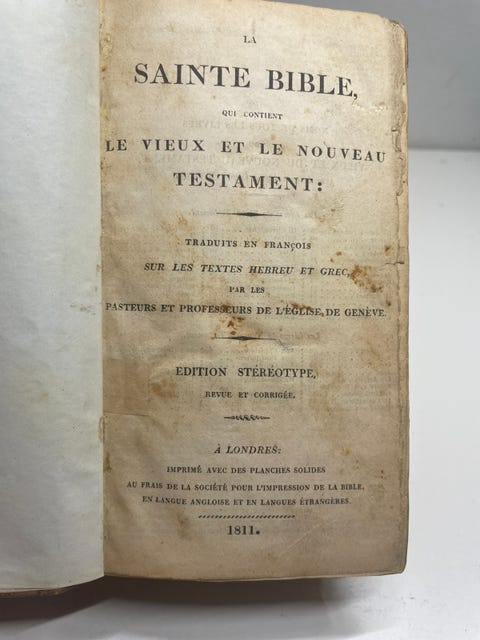 LA
SAINTE BIBLE,
QUI CONTIENT
LE VIEUX ET LE NOUVEAU
TESTAMENT:
TRADUITS EN FRANÇOIS
SUR LES TEXTES HEBREU ET GREC,
PAR LES
PASTEURS ET PROFESSEURS DE L'ÉGLISE DE GENÈVE.
EDITION STÉRÉOTYPE,
REVUE ET CORRIGÉE.
À LONDRES:
IMPRIMÉ AVEC DES PLANCHES SOLIDES
AU FRAIS DE LA SOCIÉTÉ POUR L'IMPRESSION DE LA BIBLE,
EN LANGUE ANGLOISE ET EN LANGUES ÉTRANGÈRES.
1811.